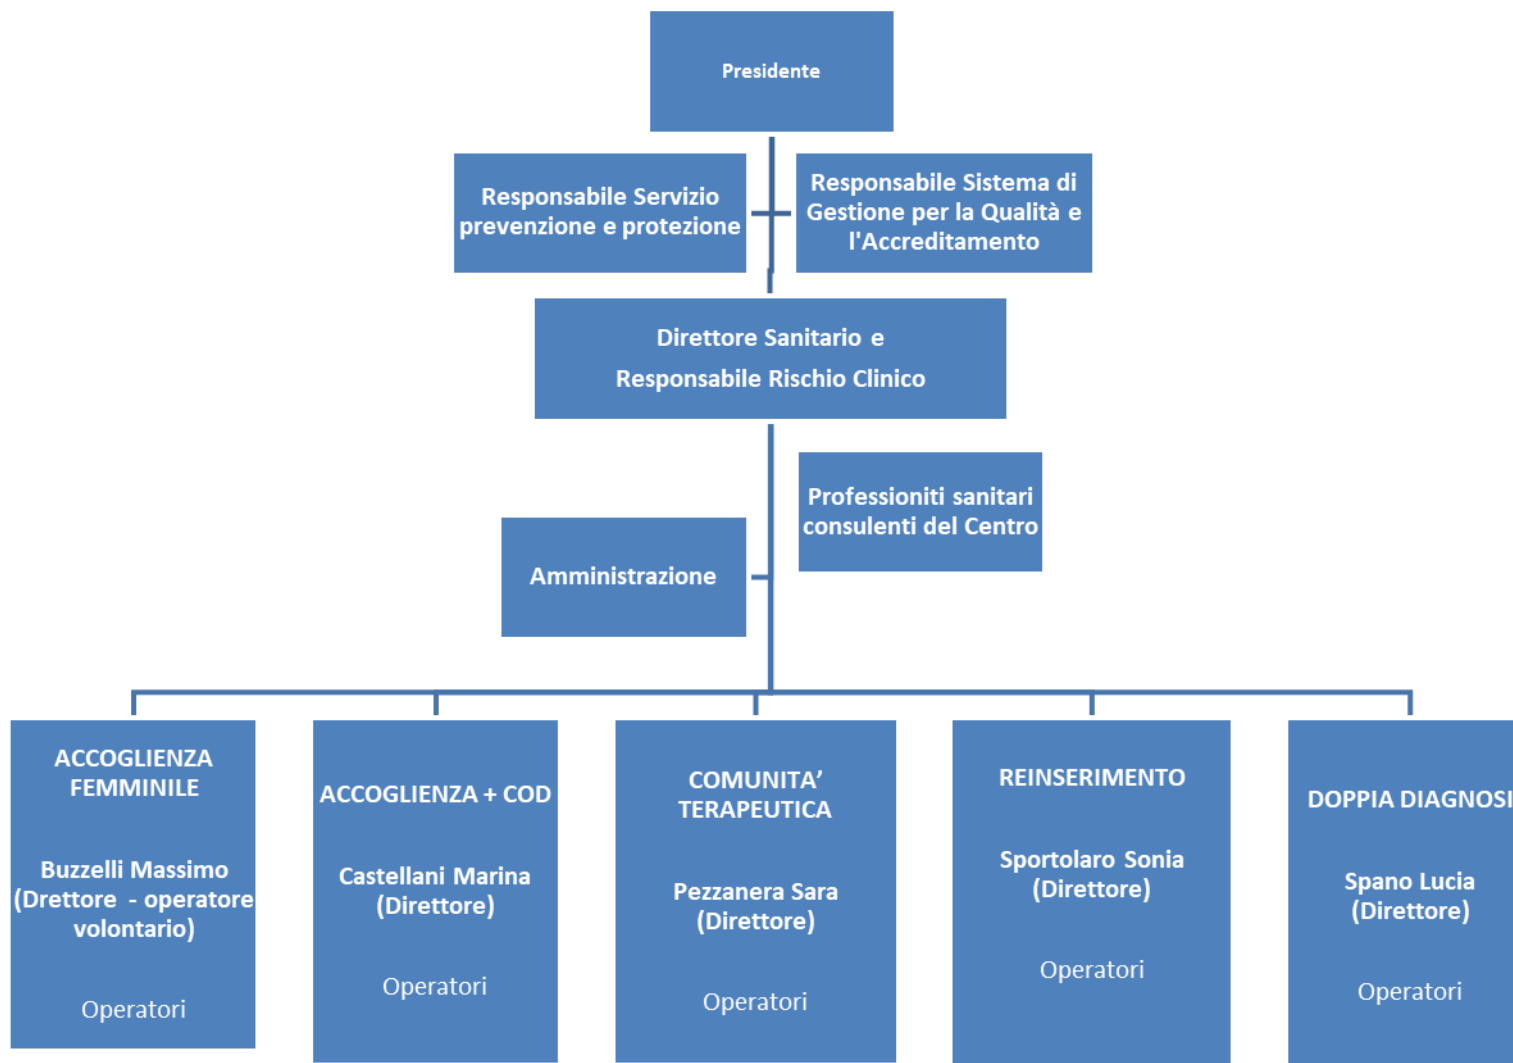 Presidente
Responsabile Servizio
prevenzione e protezione
Responsabile Sistema di
Gestione per la Qualità e
l'Accreditamento
Direttore Sanitario e
Responsabile Rischio Clinico
Professioniti sanitari
consulenti del Centro
Amministrazione
ACCOGLIENZA
FEMMINILE
Buzzelli Massimo
(Drettore - operatore
volontario)
Operatori
ACCOGLIENZA + COD
Castellani Marina
(Direttore)
Operatori
COMUNITA’
TERAPEUTICA
Pezzanera Sara
(Direttore)
Operatori
REINSERIMENTO
Sportolaro Sonia
(Direttore)
Operatori
DOPPIA DIAGNOSI
Spano Lucia
(Direttore)
Operatori